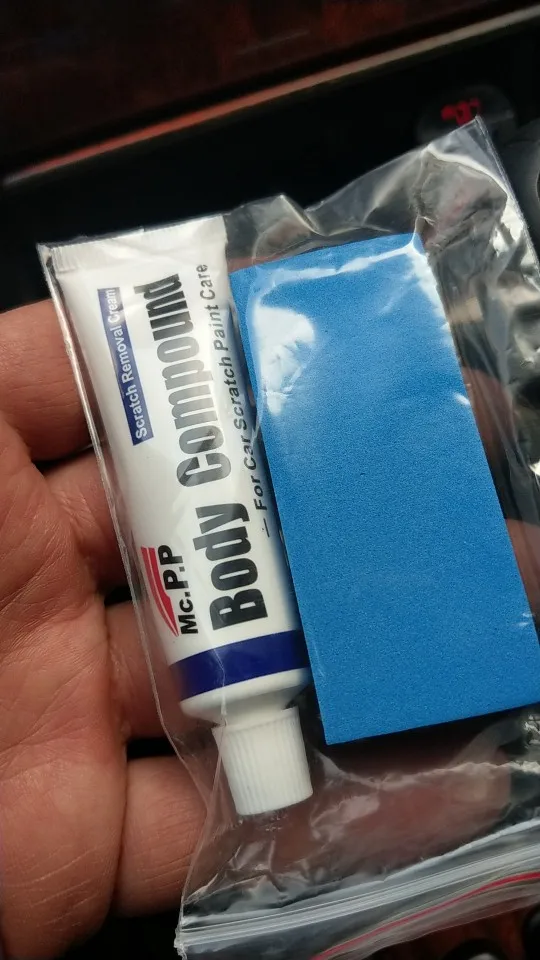 Scratch Removal Cream
Body Compound
— For Car Scratch Paint Care
Mc.P.P